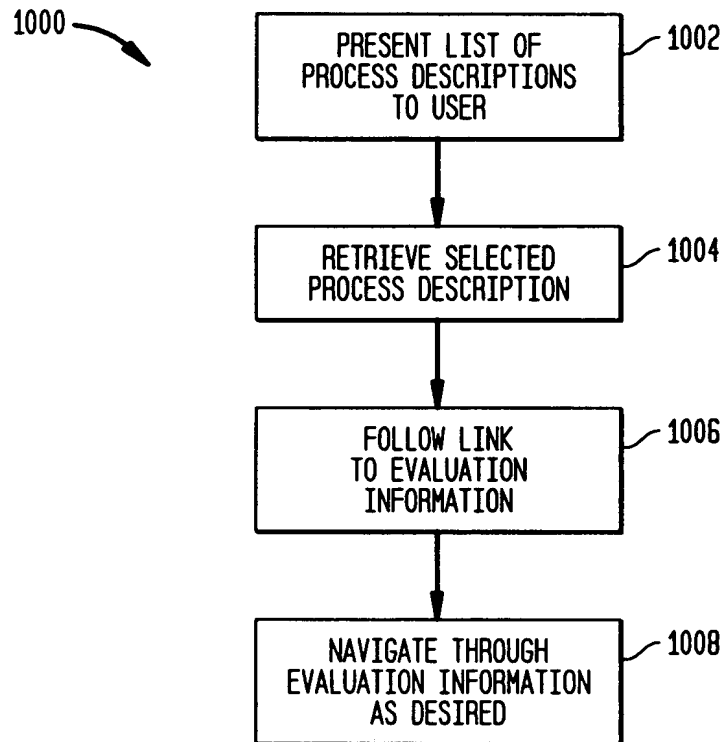 1000
PRESENT LIST OF
PROCESS DESCRIPTIONS
TO USER
1002
RETRIEVE SELECTED
PROCESS DESCRIPTION
1004
FOLLOW LINK
TO EVALUATION
INFORMATION
1006
NAVIGATE THROUGH
EVALUATION INFORMATION
AS DESIRED
1008